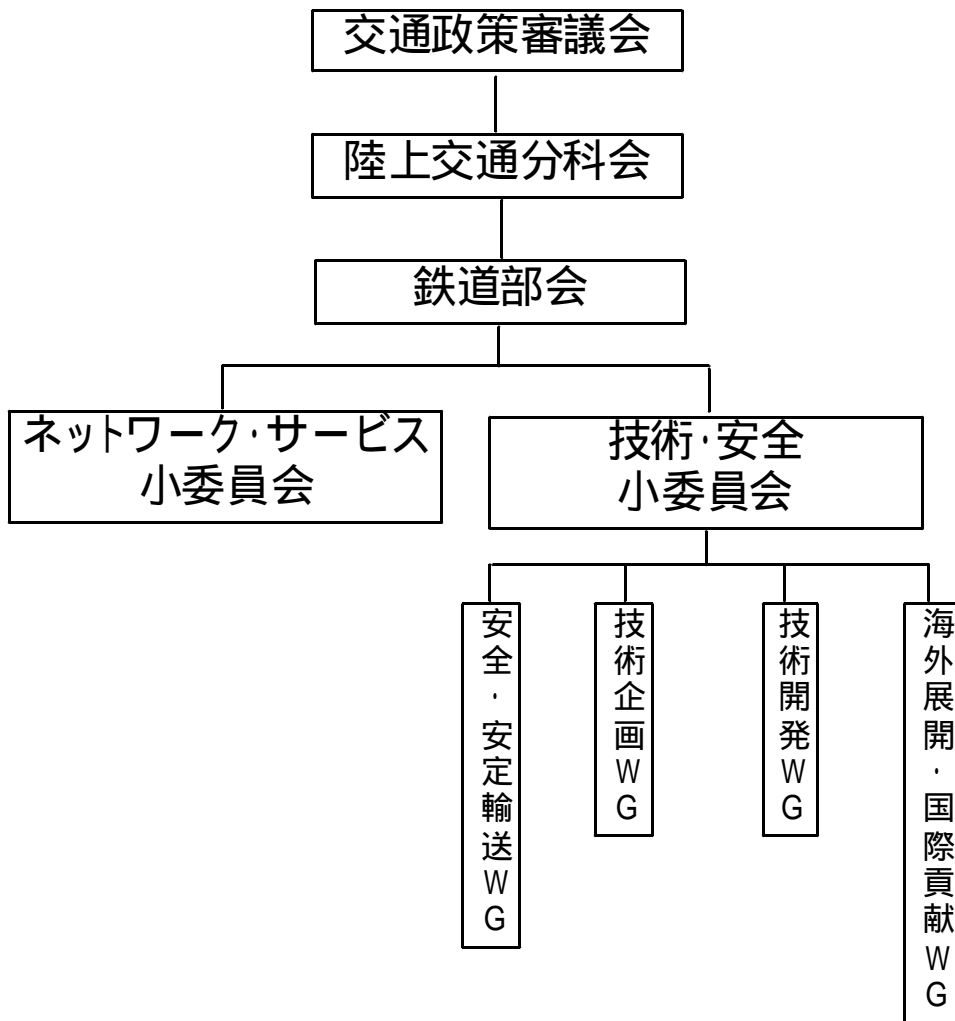 交通政策審議会
陸上交通分科会
鉄道部会
ネットワーク・サービス
小委員会
技術・安全
小委員会
安全・安定輸送WG
技術企画WG
技術開発WG
海外展開・国際貢献WG